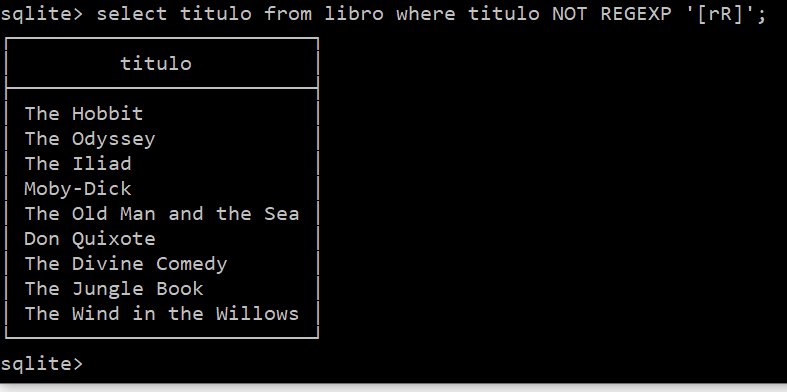 sqlite> select titulo from libro where titulo NOT REGEXP '[rR]';
titulo
The Hobbit
The Odyssey
The Iliad
Moby-Dick
The Old Man and the Sea
Don Quixote
The Divine Comedy
The Jungle Book
The Wind in the Willows
sqlite>